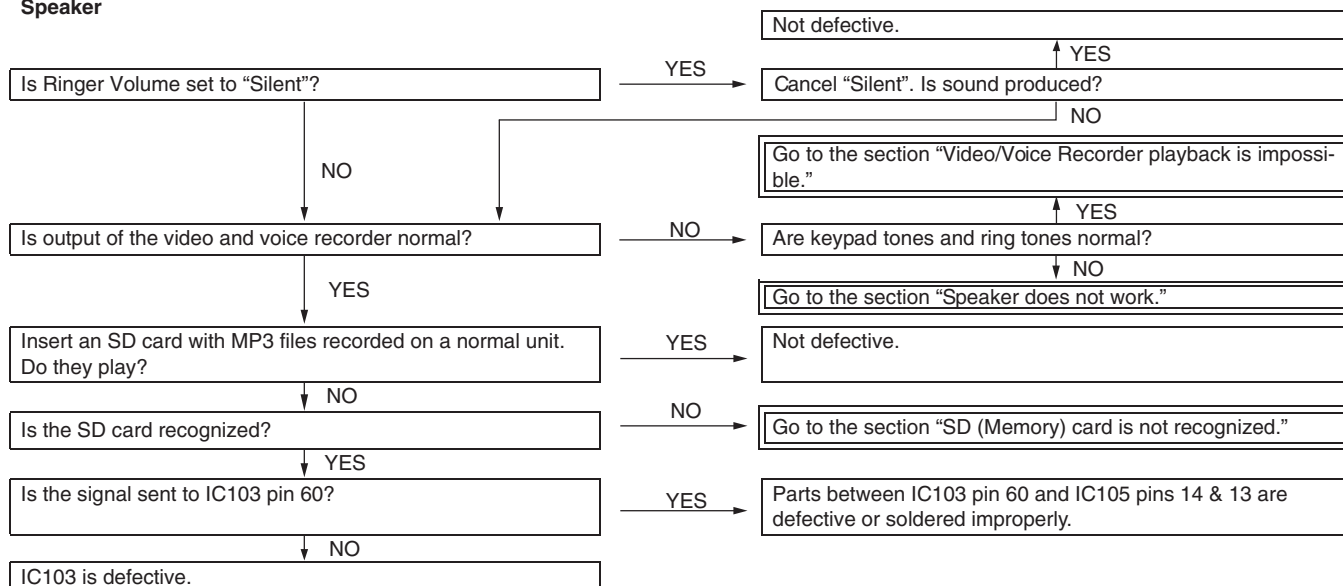 Speaker
Not defective.
YES
Is Ringer Volume set to “Silent”?
YES
Cancel “Silent”. Is sound produced?
NO
NO
Go to the section “Video/Voice Recorder playback is impossi-
ble.”
YES
Is output of the video and voice recorder normal?
NO
Are keypad tones and ring tones normal?
NO
YES
Go to the section “Speaker does not work.”
Insert an SD card with MP3 files recorded on a normal unit.
Do they play?
YES
Not defective.
NO
Is the SD card recognized?
NO
Go to the section “SD (Memory) card is not recognized.”
YES
Is the signal sent to IC103 pin 60?
YES
Parts between IC103 pin 60 and IC105 pins 14 & 13 are
defective or soldered improperly.
NO
IC103 is defective.